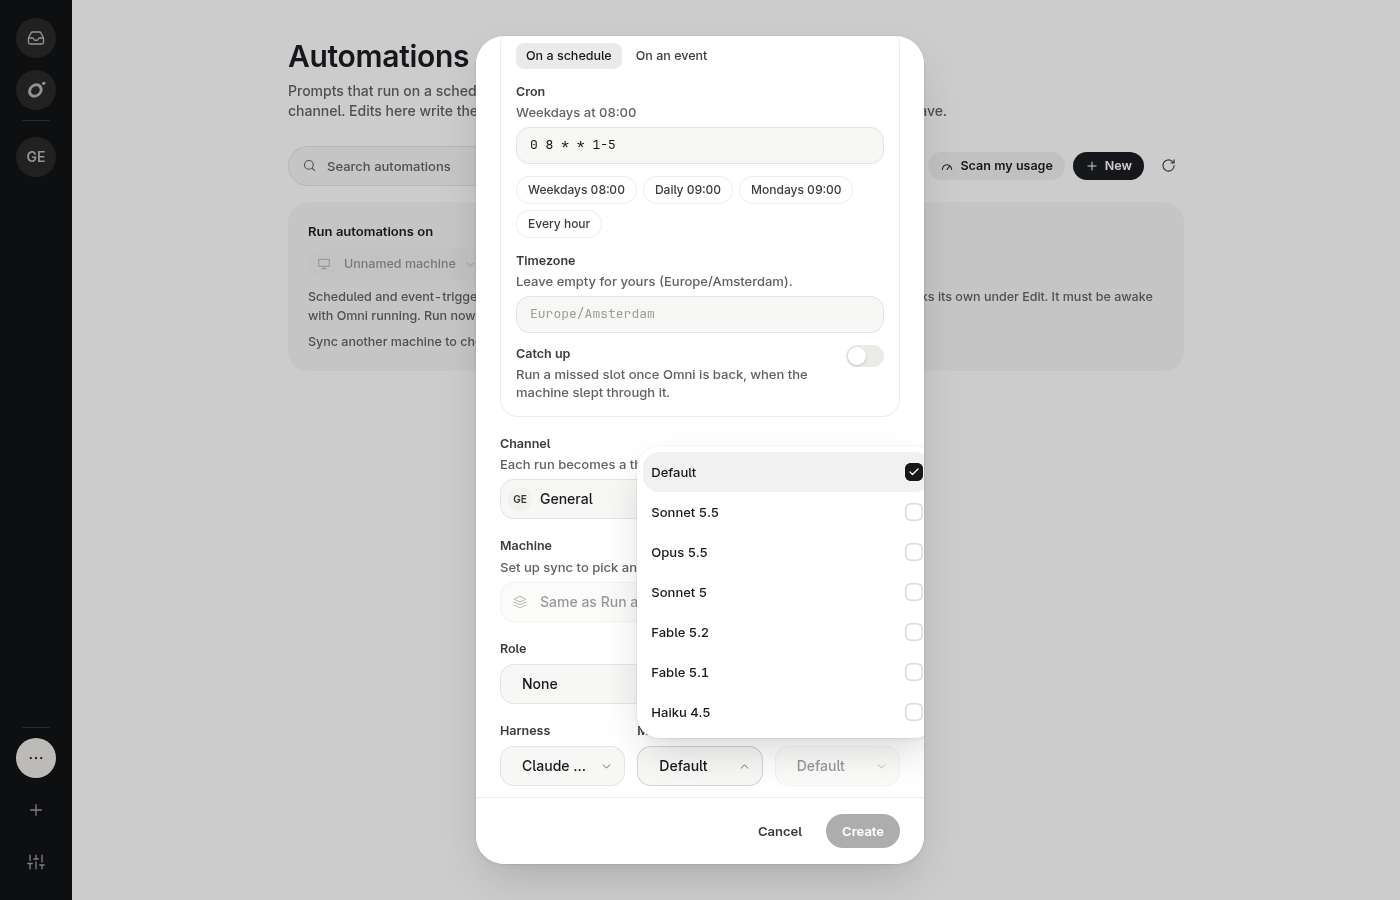 Automations
Prompts that run on a sched
channel. Edits here write the
ave.
GE
Search automations
Scan my usage
New
Run automations on
Unnamed machine
Scheduled and event-trigge
ks its own under Edit. It must be awake
with Omni running. Run now
Sync another machine to ch
On a schedule
On an event
Cron
Weekdays at 08:00
0 8 * * 1-5
Weekdays 08:00
Daily 09:00
Mondays 09:00
Every hour
Timezone
Leave empty for yours (Europe/Amsterdam).
Europe/Amsterdam
Catch up
Run a missed slot once Omni is back, when the
machine slept through it.
Channel
Each run becomes a th
GE General
Machine
Set up sync to pick an
Same as Run a
Role
None
Default
Sonnet 5.5
Opus 5.5
Sonnet 5
Fable 5.2
Fable 5.1
Haiku 4.5
Harness
Claude ...
Default
Default
Cancel
Create